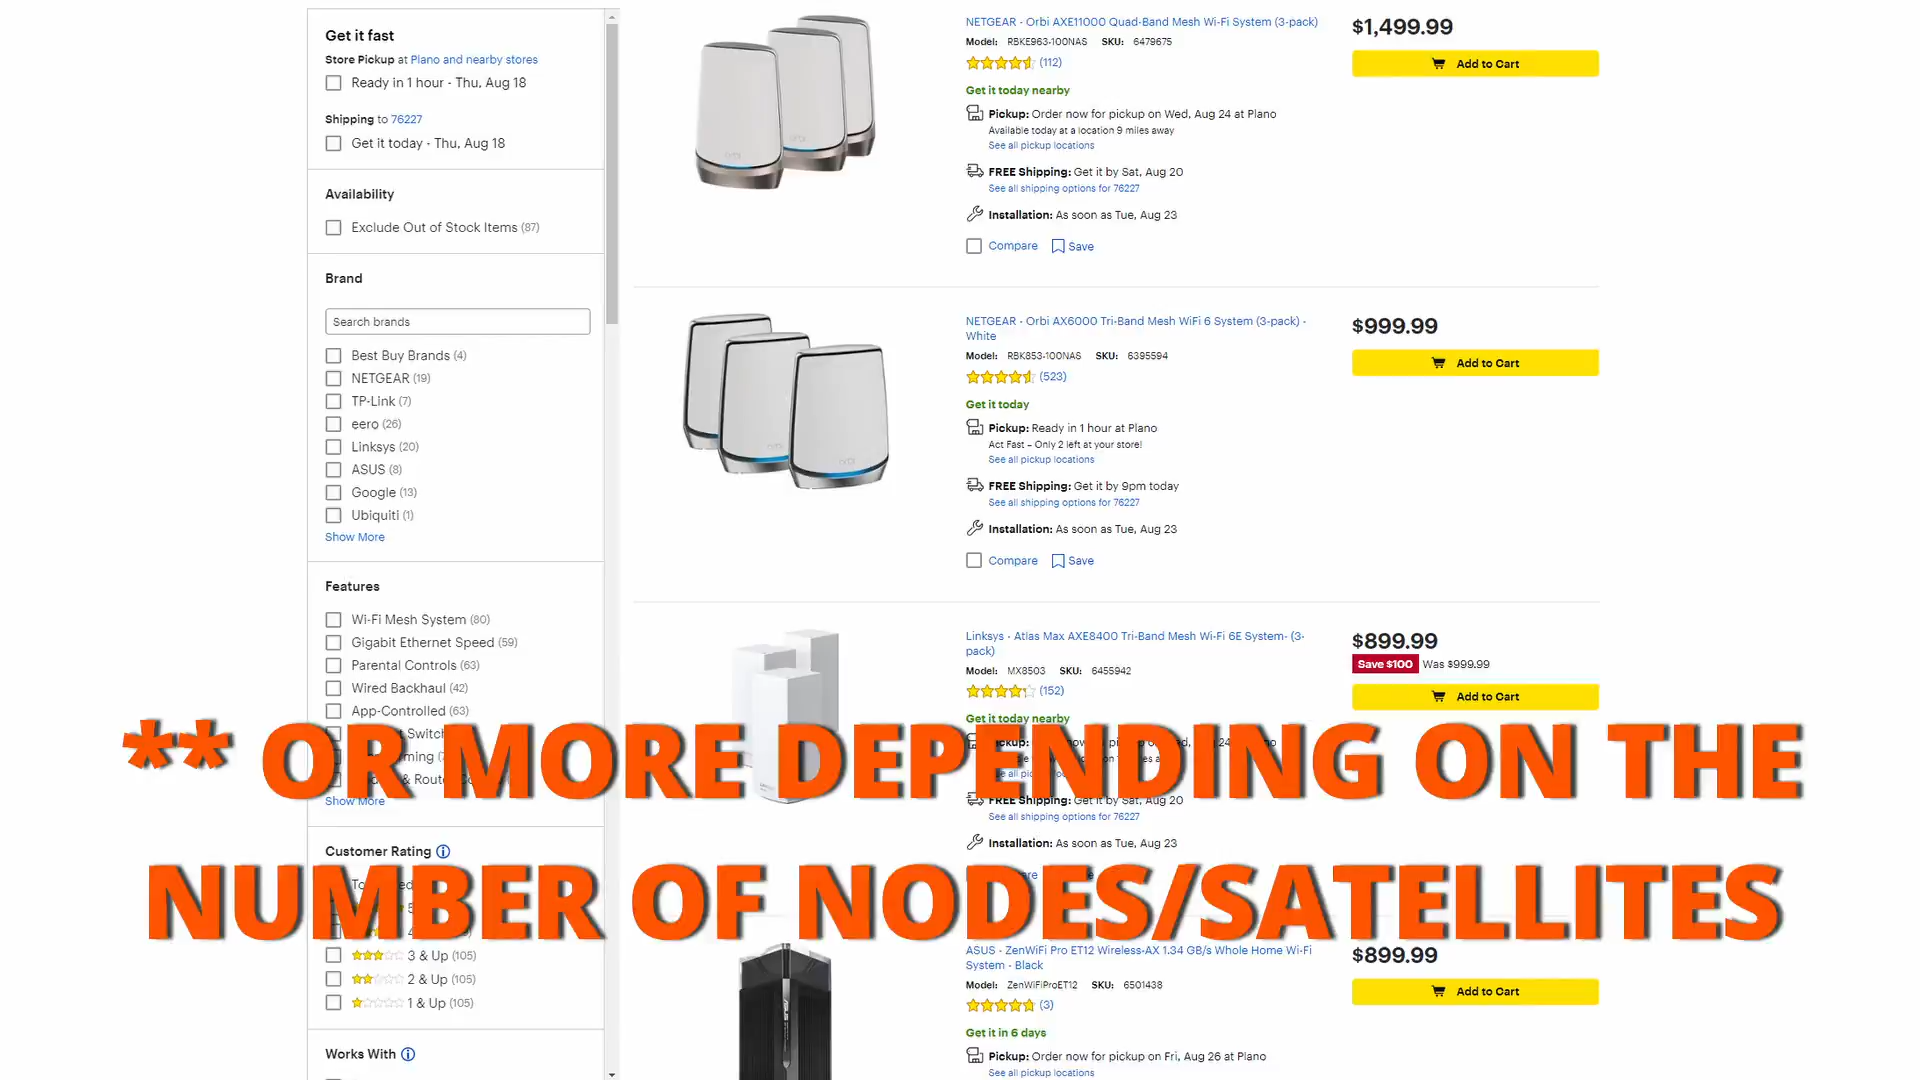 Get it fast
Store Pickup at Plano and nearby stores
Ready in 1 hour - Thu, Aug 18
Shipping to 76227
Get it today - Thu, Aug 18
Availability
Exclude Out of Stock Items (87)
Brand
Search brands
Best Buy Brands (4)
NETGEAR (19)
TP-Link (7)
eero (26)
Linksys (20)
ASUS (8)
Google (13)
Ubiquiti (1)
Show More
Features
Wi-Fi Mesh System (80)
Gigabit Ethernet Speed (59)
Parental Controls (63)
Wired Backhaul (42)
App-Controlled (63)
Show More
Customer Rating
3 & Up (105)
2 & Up (105)
1 & Up (105)
Works With
NETGEAR - Orbi AXE11000 Quad-Band Mesh Wi-Fi System (3-pack)
Model: RBKE963-100NAS SKU: 6479675
(112)
Get it today nearby
Pickup: Order now for pickup on Wed, Aug 24 at Plano
Available today at a location 9 miles away
See all pickup locations
FREE Shipping: Get it by Sat, Aug 20
See all shipping options for 76227
Installation: As soon as Tue, Aug 23
Compare Save
$1,499.99
Add to Cart
NETGEAR - Orbi AX6000 Tri-Band Mesh WiFi 6 System (3-pack) -
White
Model: RBK853-100NAS SKU: 6395594
(523)
Get it today
Pickup: Ready in 1 hour at Plano
Act Fast – Only 2 left at your store!
See all pickup locations
FREE Shipping: Get it by 9pm today
See all shipping options for 76227
Installation: As soon as Tue, Aug 23
Compare Save
$999.99
Add to Cart
Linksys - Atlas Max AXE8400 Tri-Band Mesh Wi-Fi 6E System- (3-
pack)
Model: MX8503 SKU: 6455942
(152)
Get it today nearby
FREE Shipping: Get it by Sat, Aug 20
See all shipping options for 76227
Installation: As soon as Tue, Aug 23
$899.99
Save $100 Was $999.99
Add to Cart
** OR MORE DEPENDING ON THE
NUMBER OF NODES/SATELLITES
ASUS - ZenWiFi Pro ET12 Wireless-AX 1.34 GB/s Whole Home Wi-Fi
System - Black
Model: ZenWiFiProET12 SKU: 6501438
(3)
Get it in 6 days
Pickup: Order now for pickup on Fri, Aug 26 at Plano
See all pickup locations
$899.99
Add to Cart